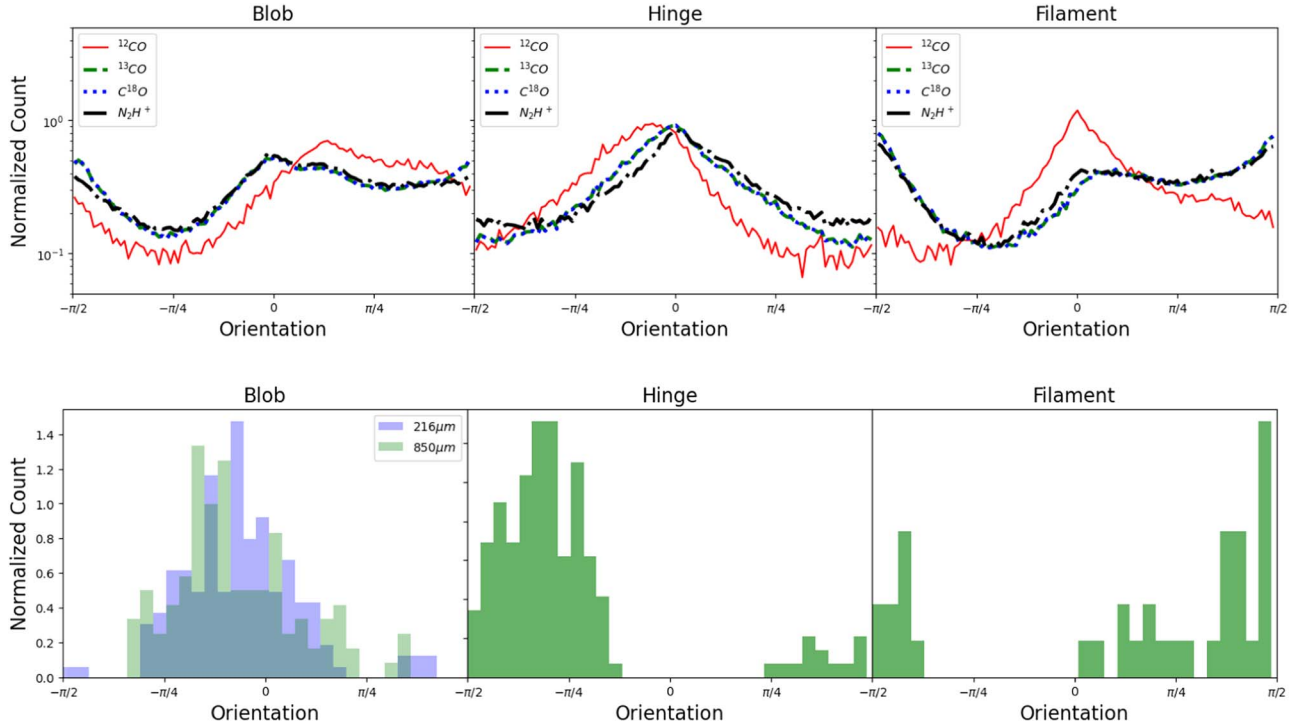 Blob
Hinge
Filament
Normalized Count
10⁰
10⁻¹
¹²CO
¹³CO
C¹⁸O
N₂H⁺
¹²CO
¹³CO
C¹⁸O
N₂H⁺
¹²CO
¹³CO
C¹⁸O
N₂H⁺
−π/2 −π/4 0 π/4 −π/2 −π/4 0 π/4 −π/2 −π/4 0 π/4 π/2
Orientation Orientation Orientation
Blob
Hinge
Filament
Normalized Count
1.4
1.2
1.0
0.8
0.6
0.4
0.2
0.0
216μm
850μm
−π/2 −π/4 0 π/4 −π/2 −π/4 0 π/4 −π/2 −π/4 0 π/4 π/2
Orientation Orientation Orientation